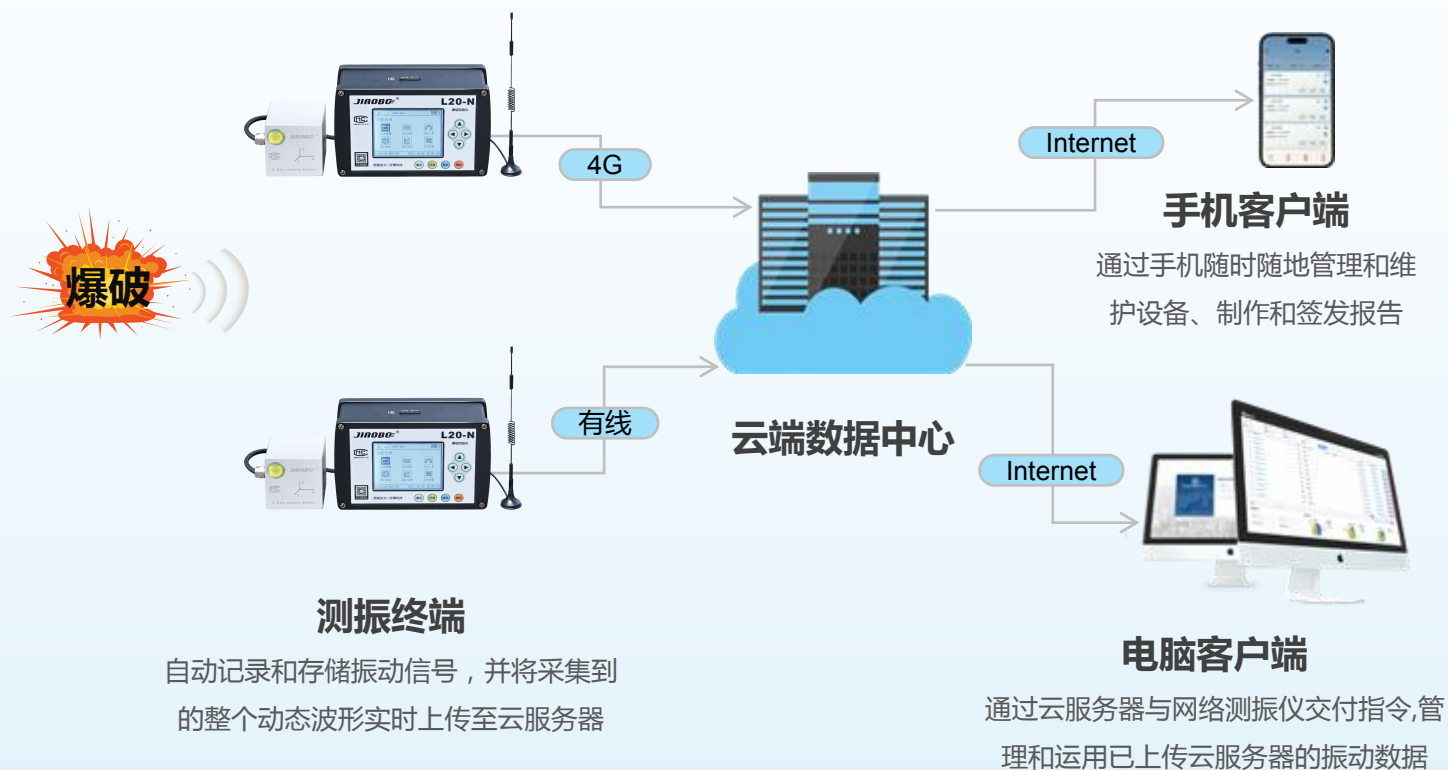 JIAOBO®
L20-N
4G
Internet
手机客户端
通过手机随时随地管理和维
护设备、制作和签发报告
爆破
JIAOBO®
L20-N
有线
云端数据中心
Internet
测振终端
自动记录和存储振动信号，并将采集到
的整个动态波形实时上传至云服务器
电脑客户端
通过云服务器与网络测振仪交付指令,管
理和运用已上传云服务器的振动数据